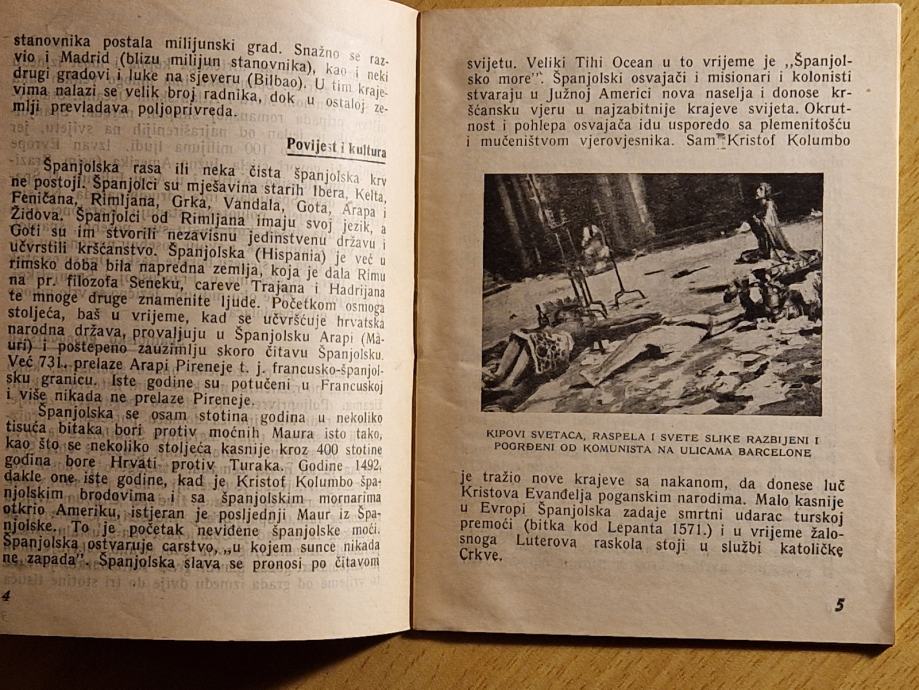 stanovnika postala milijunski grad. Snažno se raz-
vio i Madrid (blizu milijun stanovnika), kao i neki
drugi gradovi i luke na sjeveru (Bilbao). U tim kraje-
vima nalazi se velik broj radnika, dok u ostaloj ze-
mlji prevladava poljoprivreda.
Povijest i kultura
Španjolska rasa ili neka čista španjolska krv
ne postoji. Španjolci su mješavina starih Ibera, Kelta,
Feničana, Rimljana, Grka, Vandala, Gota, Arapa i
Židova. Španjolci od Rimljana imaju svoj jezik, a
Goti su im stvorili nezavisnu jedinstvenu državu i
učvrstili kršćanstvo. Španjolska (Hispania) je već u
rimsko doba bila napredna zemlja, koja je dala Rimu
na pr. filozofa Seneku, careve Trajana i Hadrijana
te mnoge druge znamenite ljude. Početkom osmoga
stoljeća, baš u vrijeme, kad se učvršćuje hrvatska
narodna država, provaljuju u Španjolsku Arapi (Ma-
uri) i postepeno zauzimlju skoro čitavu Španjolsku.
Već 731. prelaze Arapi Pireneje t. j. francusko-španjol-
sku granicu. Iste godine su potučeni u Francuskoj
i više nikada ne prelaze Pireneje.
Španjolska se osam stotina godina u nekoliko
tisuća bitaka bori protiv moćnih Maura isto tako,
kao što se nekoliko stoljeća kasnije kroz 400 stotine
godina bore Hrvati protiv Turaka. Godine 1492,
dakle one iste godine, kad je Kristof Kolumbo špa-
njolskim brodovima i sa španjolskim mornarima
otkrio Ameriku, istjeran je posljednji Maur iz Špa-
njolske. To je početak neviđene španjolske moći.
Španjolska ostvaruje carstvo, „u kojem sunce nikada
ne zapada". Španjolska slava se pronosi po čitavom
4
svijetu. Veliki Tihi Ocean u to vrijeme je „Španjol-
sko more". Španjolski osvajači i misionari i kolonisti
stvaraju u Južnoj Americi nova naselja i donose kr-
šćansku vjeru u najzabitnije krajeve svijeta. Okrut-
nost i pohlepa osvajača idu usporedo sa plemenitošću
i mučeništvom vjerovjesnika. Sam Kristof Kolumbo
KIPOVI SVETACA, RASPELA I SVETE SLIKE RAZBIJENI I
POGRĐENI OD KOMUNISTA NA ULICAMA BARCELONE
je tražio nove krajeve sa nakanom, da donese luč
Kristova Evanđelja poganskim narodima. Malo kasnije
u Evropi Španjolska zadaje smrtni udarac turskoj
premoći (bitka kod Lepanta 1571.) i u vrijeme žalo-
snoga Luterova raskola stoji u službi katoličke
Crkve.
5